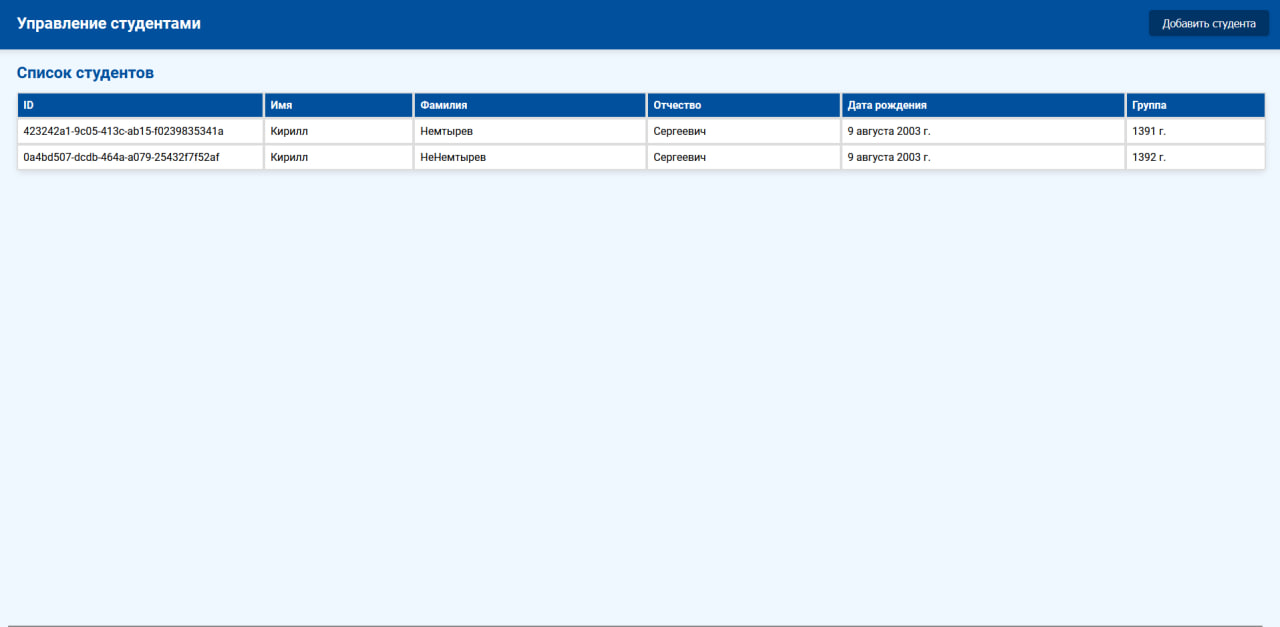 Управление студентами
Добавить студента
Список студентов
ID Имя Фамилия Отчество Дата рождения Группа
423242a1-9c05-413c-ab15-f0239835341a Кирилл Немтырев Сергеевич 9 августа 2003 г. 1391 г.
0a4bd507-dcdb-464a-a079-25432f7f52af Кирилл НеНемтырев Сергеевич 9 августа 2003 г. 1392 г.